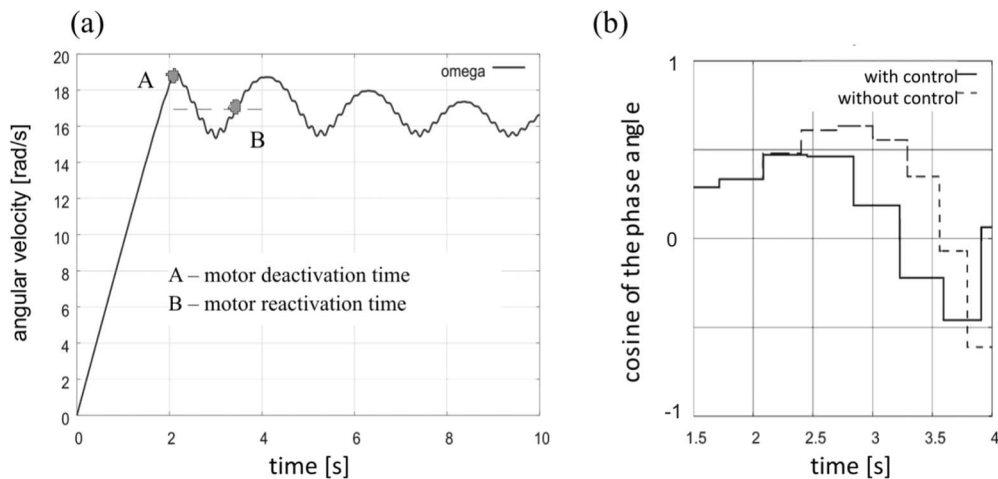 (a)
20
18
16
14
12
10
8
6
4
2
0
angular velocity [rad/s]
omega
A
B
A – motor deactivation time
B – motor reactivation time
0 2 4 6 8 10
time [s]
(b)
1
0
-1
cosine of the phase angle
with control
without control
1.5 2 2.5 3 3.5 4
time [s]